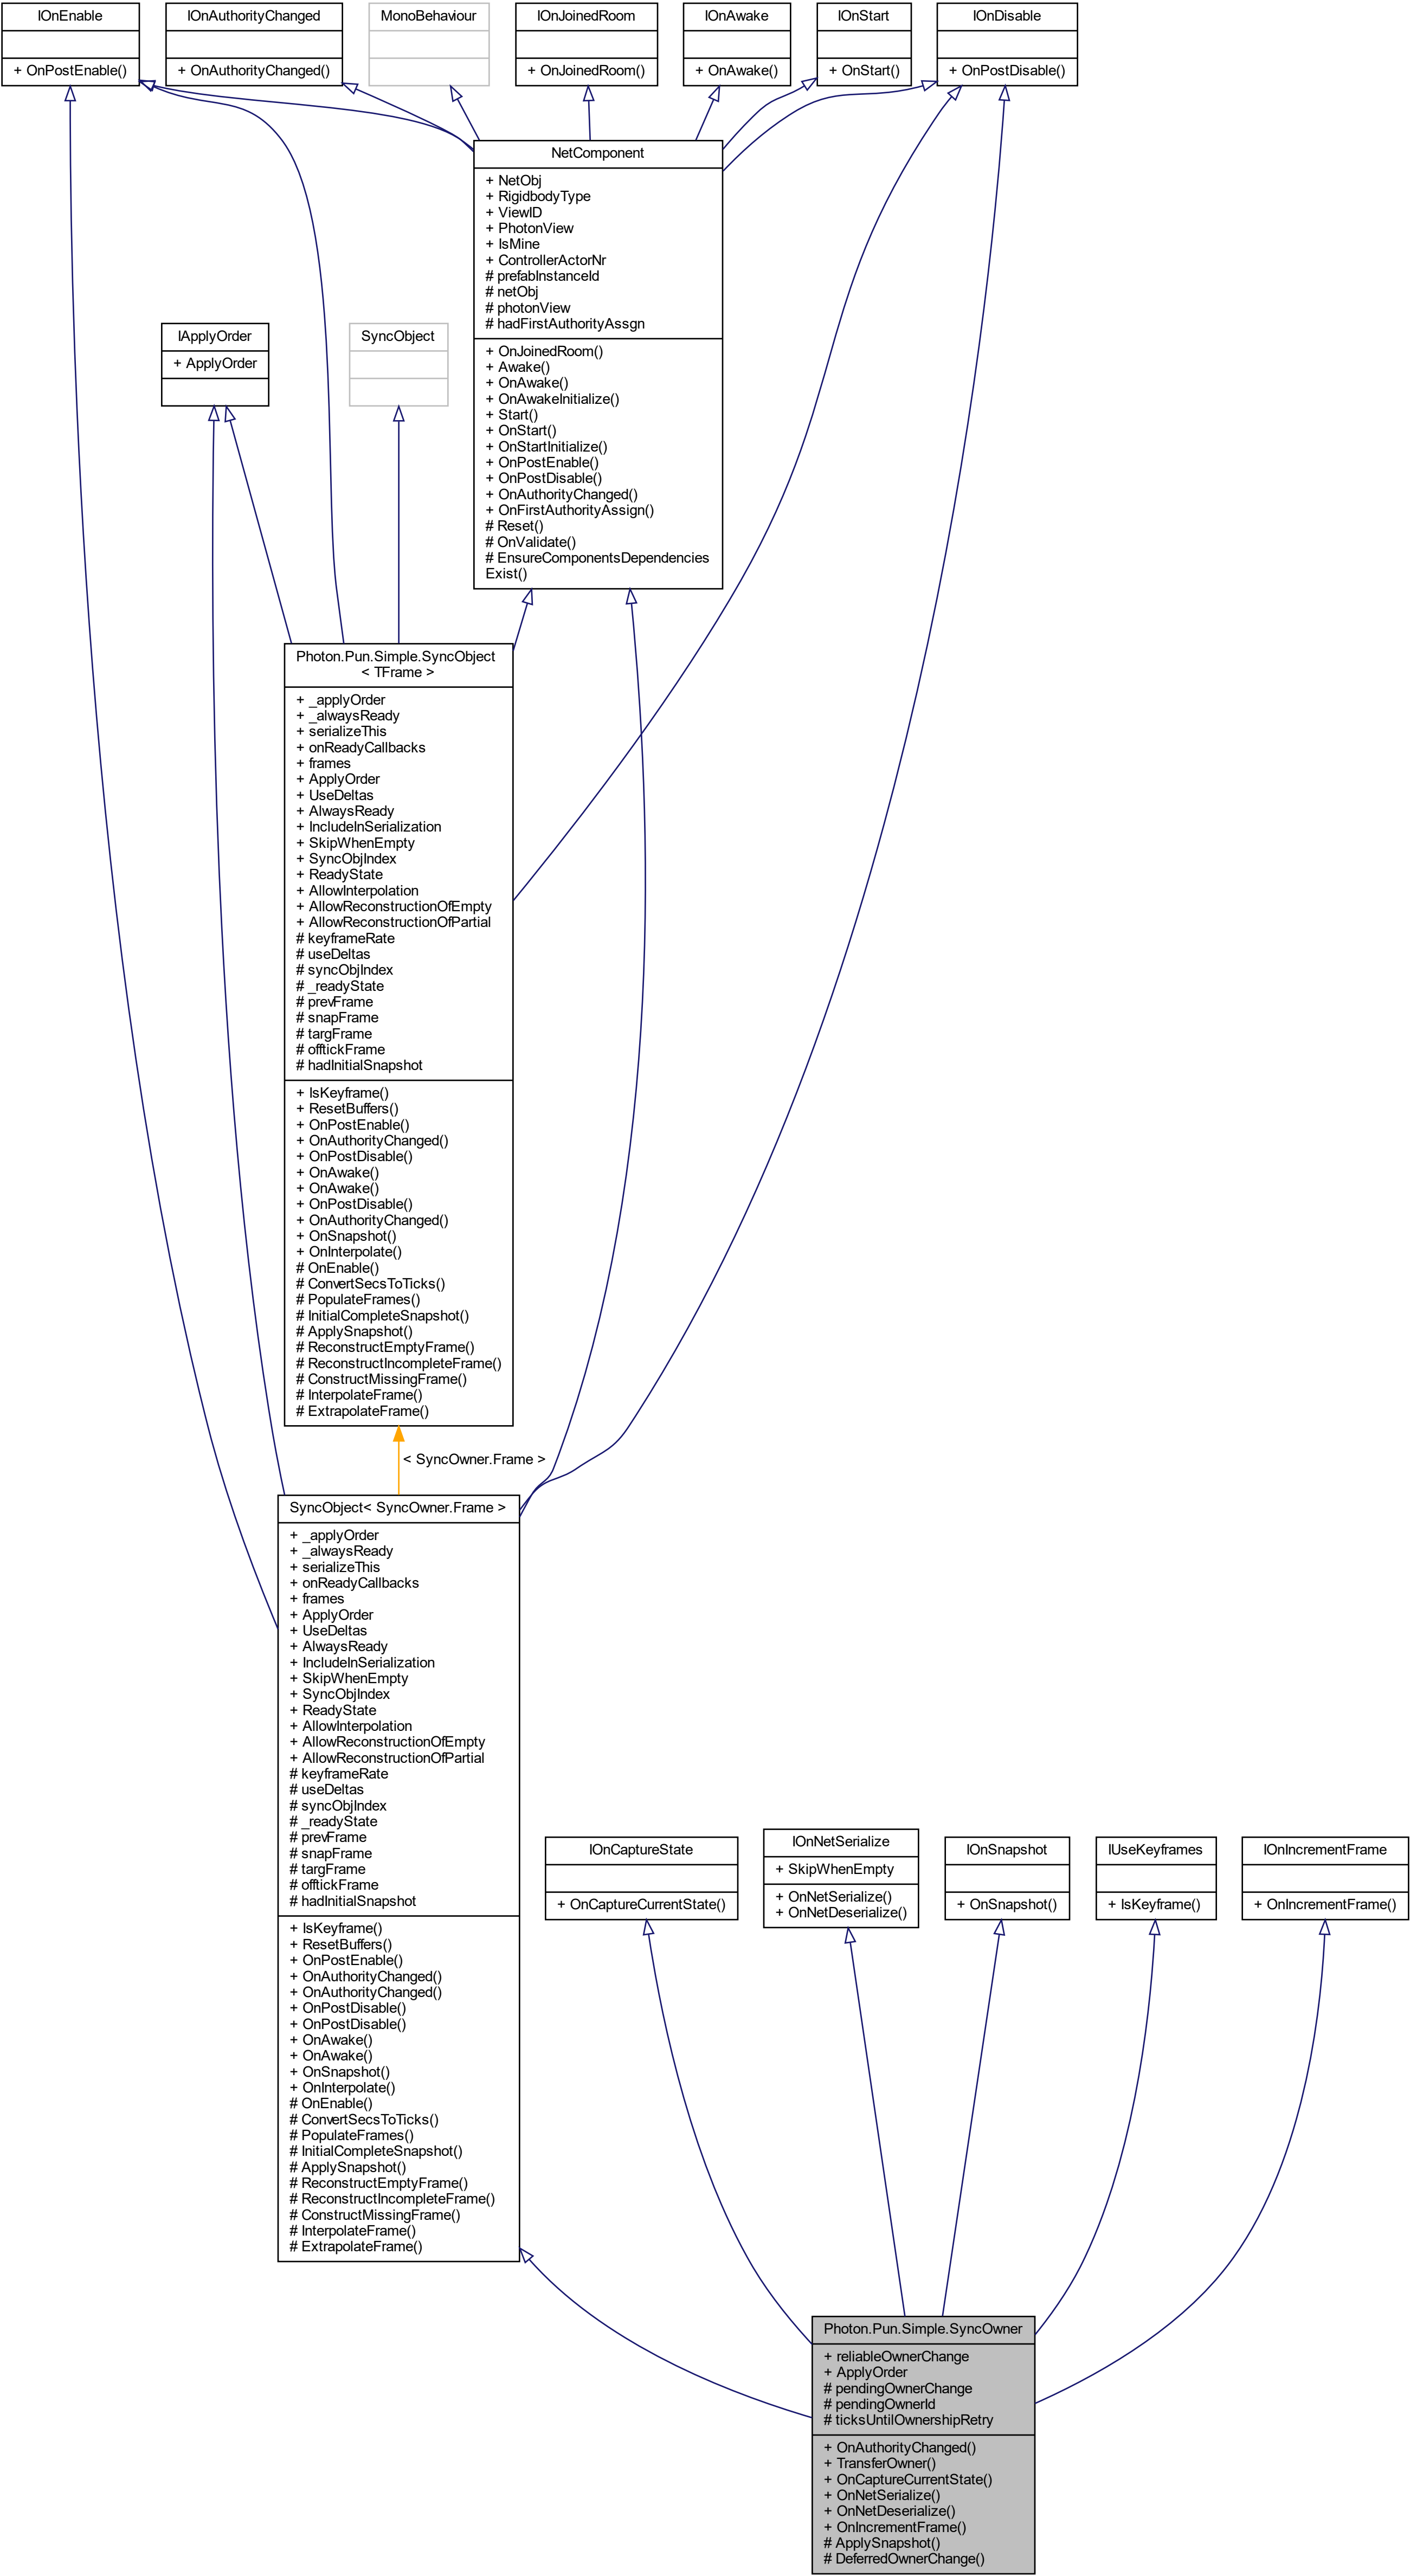 IOnEnable
+ OnPostEnable()
IOnAuthorityChanged
+ OnAuthorityChanged()
MonoBehaviour
IOnJoinedRoom
+ OnJoinedRoom()
IOnAwake
+ OnAwake()
IOnStart
+ OnStart()
IOnDisable
+ OnPostDisable()
NetComponent
+ NetObj
+ RigidbodyType
+ ViewID
+ PhotonView
+ IsMine
+ ControllerActorNr
# prefabInstanceId
# netObj
# photonView
# hadFirstAuthorityAssgn
+ OnJoinedRoom()
+ Awake()
+ OnAwake()
+ OnAwakeInitialize()
+ Start()
+ OnStart()
+ OnStartInitialize()
+ OnPostEnable()
+ OnPostDisable()
+ OnAuthorityChanged()
+ OnFirstAuthorityAssign()
# Reset()
# OnValidate()
# EnsureComponentsDependencies
Exist()
IApplyOrder
+ ApplyOrder
SyncObject
Photon.Pun.Simple.SyncObject
< TFrame >
+ _applyOrder
+ _alwaysReady
+ serializeThis
+ onReadyCallbacks
+ frames
+ ApplyOrder
+ UseDeltas
+ AlwaysReady
+ IncludeInSerialization
+ SkipWhenEmpty
+ SyncObjIndex
+ ReadyState
+ AllowInterpolation
+ AllowReconstructionOfEmpty
+ AllowReconstructionOfPartial
# keyframeRate
# useDeltas
# syncObjIndex
# _readyState
# prevFrame
# snapFrame
# targFrame
# offtickFrame
# hadInitialSnapshot
+ IsKeyframe()
+ ResetBuffers()
+ OnPostEnable()
+ OnAuthorityChanged()
+ OnPostDisable()
+ OnAwake()
+ OnAwake()
+ OnPostDisable()
+ OnAuthorityChanged()
+ OnSnapshot()
+ OnInterpolate()
# OnEnable()
# ConvertSecsToTicks()
# PopulateFrames()
# InitialCompleteSnapshot()
# ApplySnapshot()
# ReconstructEmptyFrame()
# ReconstructIncompleteFrame()
# ConstructMissingFrame()
# InterpolateFrame()
# ExtrapolateFrame()
< SyncOwner.Frame >
SyncObject< SyncOwner.Frame >
+ _applyOrder
+ _alwaysReady
+ serializeThis
+ onReadyCallbacks
+ frames
+ ApplyOrder
+ UseDeltas
+ AlwaysReady
+ IncludeInSerialization
+ SkipWhenEmpty
+ SyncObjIndex
+ ReadyState
+ AllowInterpolation
+ AllowReconstructionOfEmpty
+ AllowReconstructionOfPartial
# keyframeRate
# useDeltas
# syncObjIndex
# _readyState
# prevFrame
# snapFrame
# targFrame
# offtickFrame
# hadInitialSnapshot
+ IsKeyframe()
+ ResetBuffers()
+ OnPostEnable()
+ OnAuthorityChanged()
+ OnAuthorityChanged()
+ OnPostDisable()
+ OnPostDisable()
+ OnAwake()
+ OnAwake()
+ OnSnapshot()
+ OnInterpolate()
# OnEnable()
# ConvertSecsToTicks()
# PopulateFrames()
# InitialCompleteSnapshot()
# ApplySnapshot()
# ReconstructEmptyFrame()
# ReconstructIncompleteFrame()
# ConstructMissingFrame()
# InterpolateFrame()
# ExtrapolateFrame()
IOnCaptureState
+ OnCaptureCurrentState()
IOnNetSerialize
+ SkipWhenEmpty
+ OnNetSerialize()
+ OnNetDeserialize()
IOnSnapshot
+ OnSnapshot()
IUseKeyframes
+ IsKeyframe()
IOnIncrementFrame
+ OnIncrementFrame()
Photon.Pun.Simple.SyncOwner
+ reliableOwnerChange
+ ApplyOrder
# pendingOwnerChange
# pendingOwnerId
# ticksUntilOwnershipRetry
+ OnAuthorityChanged()
+ TransferOwner()
+ OnCaptureCurrentState()
+ OnNetSerialize()
+ OnNetDeserialize()
+ OnIncrementFrame()
# ApplySnapshot()
# DeferredOwnerChange()